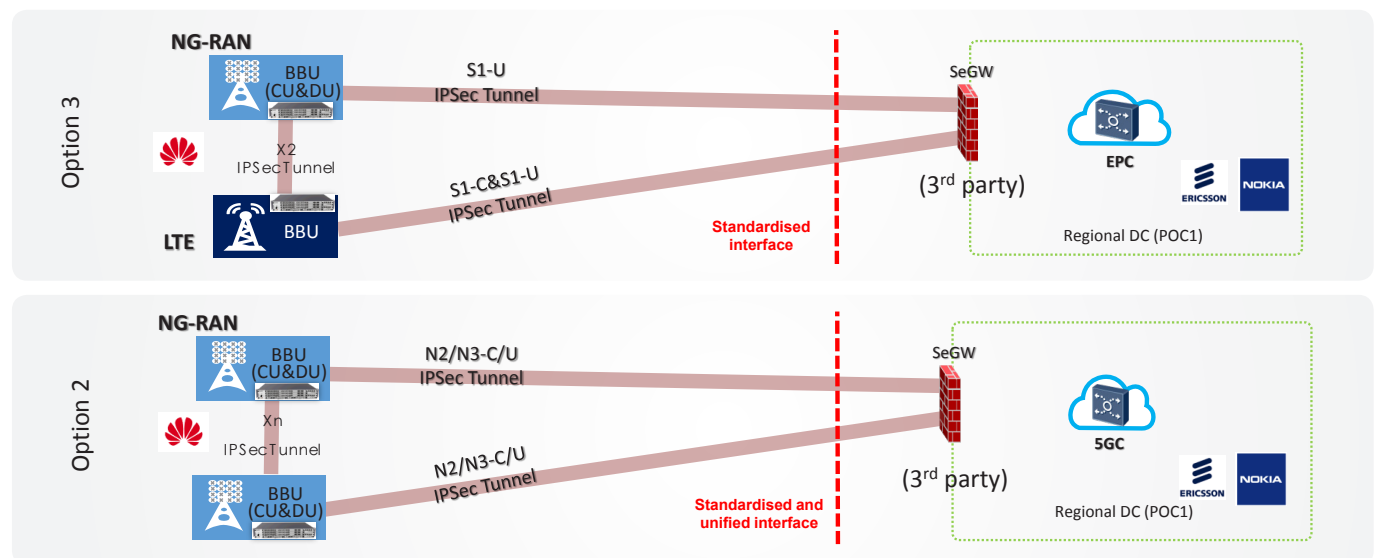 Option 3
NG-RAN
BBU
(CU&DU)
S1-U
IPSec Tunnel
SeGW
X2
IPSecTunnel
EPC
S1-C&S1-U
IPSec Tunnel
(3rd party)
ERICSSON
NOKIA
LTE
BBU
Standardised
interface
Regional DC (POC1)
Option 2
NG-RAN
BBU
(CU&DU)
N2/N3-C/U
IPSec Tunnel
SeGW
Xn
IPSecTunnel
5GC
N2/N3-C/U
IPSec Tunnel
(3rd party)
ERICSSON
NOKIA
BBU
(CU&DU)
Standardised and
unified interface
Regional DC (POC1)